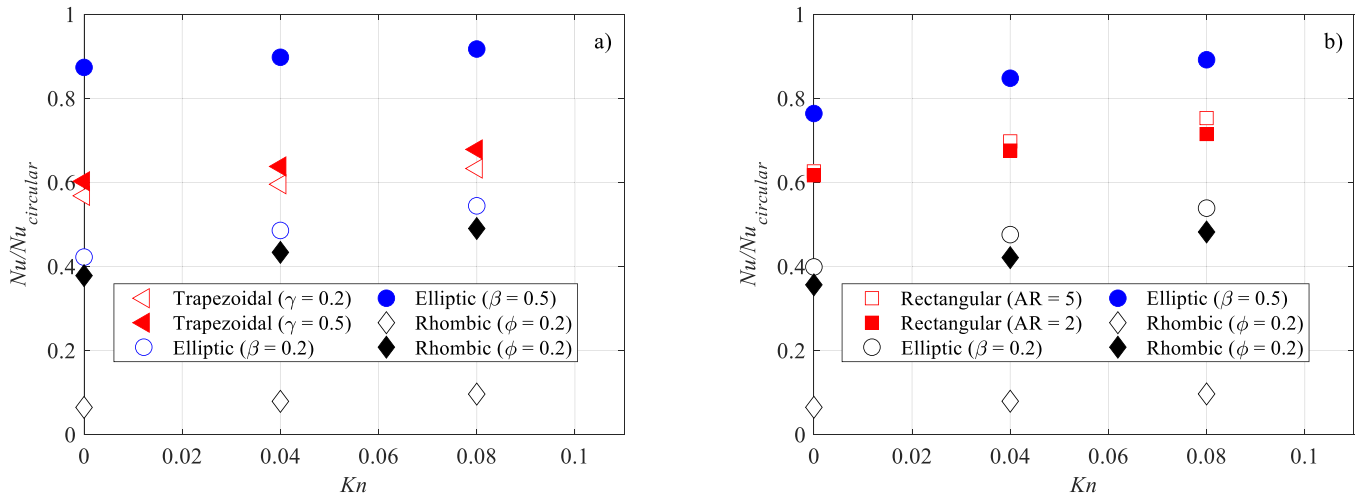 a)
1
0.8
0.6
0.4
0.2
0
Nu/Nu_circular
Trapezoidal (γ = 0.2)
Trapezoidal (γ = 0.5)
Elliptic (β = 0.2)
Elliptic (β = 0.5)
Rhombic (ϕ = 0.2)
Rhombic (ϕ = 0.2)
0 0.02 0.04 0.06 0.08 0.1
Kn
b)
1
0.8
0.6
0.4
0.2
0
Nu/Nu_circular
Rectangular (AR = 5)
Rectangular (AR = 2)
Elliptic (β = 0.2)
Elliptic (β = 0.5)
Rhombic (ϕ = 0.2)
Rhombic (ϕ = 0.2)
0 0.02 0.04 0.06 0.08 0.1
Kn